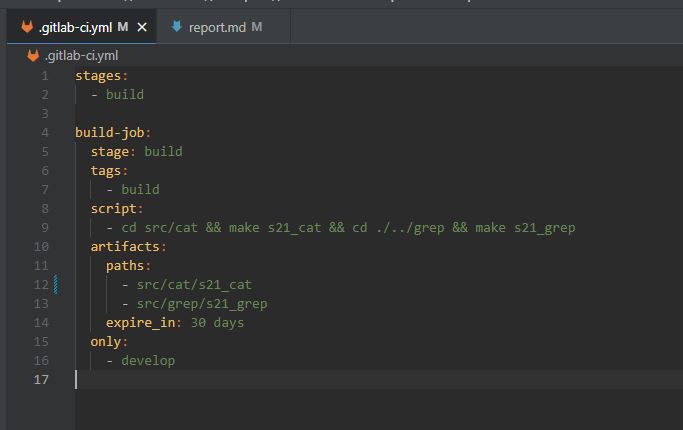 .gitlab-ci.yml M × report.md M
.gitlab-ci.yml
1 stages:
2   - build
3
4 build-job:
5   stage: build
6   tags:
7     - build
8   script:
9     - cd src/cat && make s21_cat && cd ./../grep && make s21_grep
10   artifacts:
11     paths:
12       - src/cat/s21_cat
13       - src/grep/s21_grep
14     expire_in: 30 days
15   only:
16     - develop
17